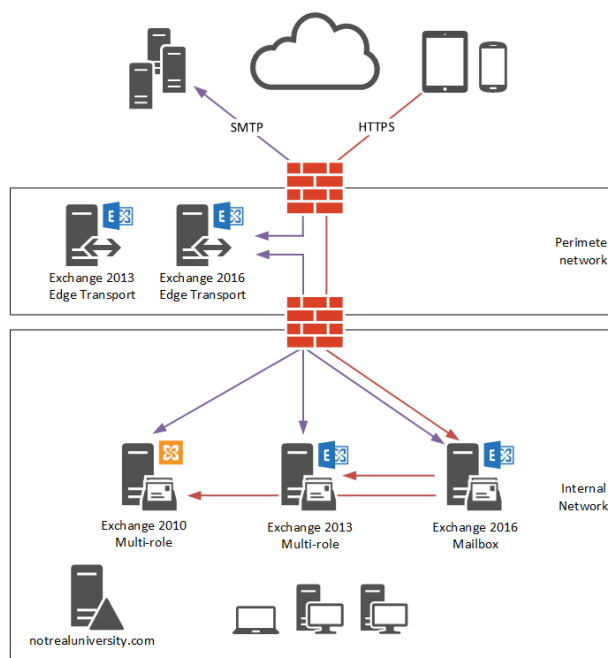 SMTP
HTTPS
Exchange 2013
Edge Transport
Exchange 2016
Edge Transport
Perimete
network
Exchange 2010
Multi-role
Exchange 2013
Multi-role
Exchange 2016
Mailbox
Internal
Network
notrealuniversity.com